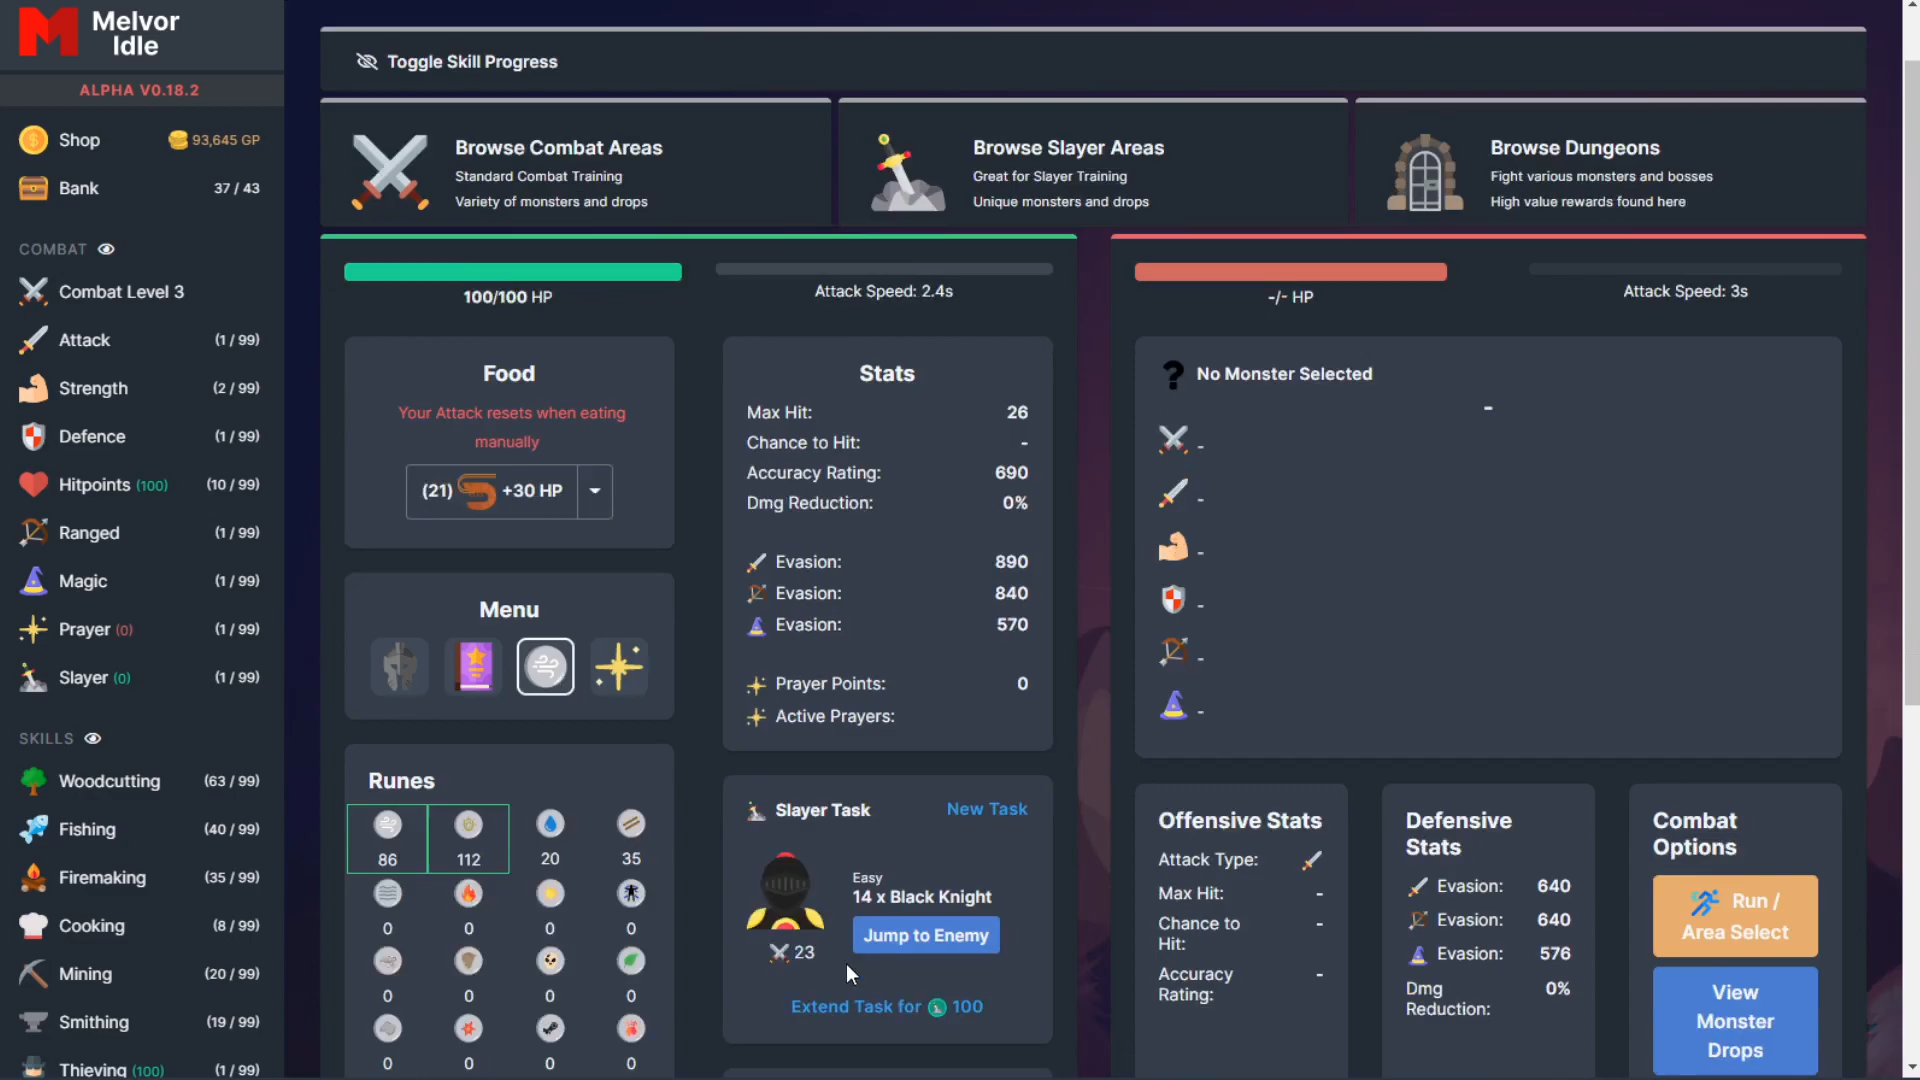 Melvor
Idle
ALPHA V0.18.2
Shop 93,645 GP
Bank 37 / 43
COMBAT
Combat Level 3
Attack (1 / 99)
Strength (2 / 99)
Defence (1 / 99)
Hitpoints (100) (10 / 99)
Ranged (1 / 99)
Magic (1 / 99)
Prayer (0) (1 / 99)
Slayer (0) (1 / 99)
SKILLS
Woodcutting (63 / 99)
Fishing (40 / 99)
Firemaking (35 / 99)
Cooking (8 / 99)
Mining (20 / 99)
Smithing (19 / 99)
Thieving (100) (1 / 99)
Toggle Skill Progress
Browse Combat Areas
Standard Combat Training
Variety of monsters and drops
Browse Slayer Areas
Great for Slayer Training
Unique monsters and drops
Browse Dungeons
Fight various monsters and bosses
High value rewards found here
100/100 HP
Attack Speed: 2.4s
Food
Your Attack resets when eating
manually
(21) +30 HP
Menu
Runes
86 112 20 35
0 0 0 0
0 0 0 0
0 0 0 0
Stats
Max Hit: 26
Chance to Hit: -
Accuracy Rating: 690
Dmg Reduction: 0%
Evasion: 890
Evasion: 840
Evasion: 570
Prayer Points: 0
Active Prayers:
Slayer Task New Task
Easy
14 x Black Knight
Jump to Enemy
23
Extend Task for 100
-/- HP
Attack Speed: 3s
? No Monster Selected
-
-
-
-
-
-
-
Offensive Stats
Attack Type:
Max Hit: -
Chance to -
Hit:
Accuracy -
Rating:
Defensive
Stats
Evasion: 640
Evasion: 640
Evasion: 576
Dmg 0%
Reduction:
Combat
Options
Run /
Area Select
View
Monster
Drops